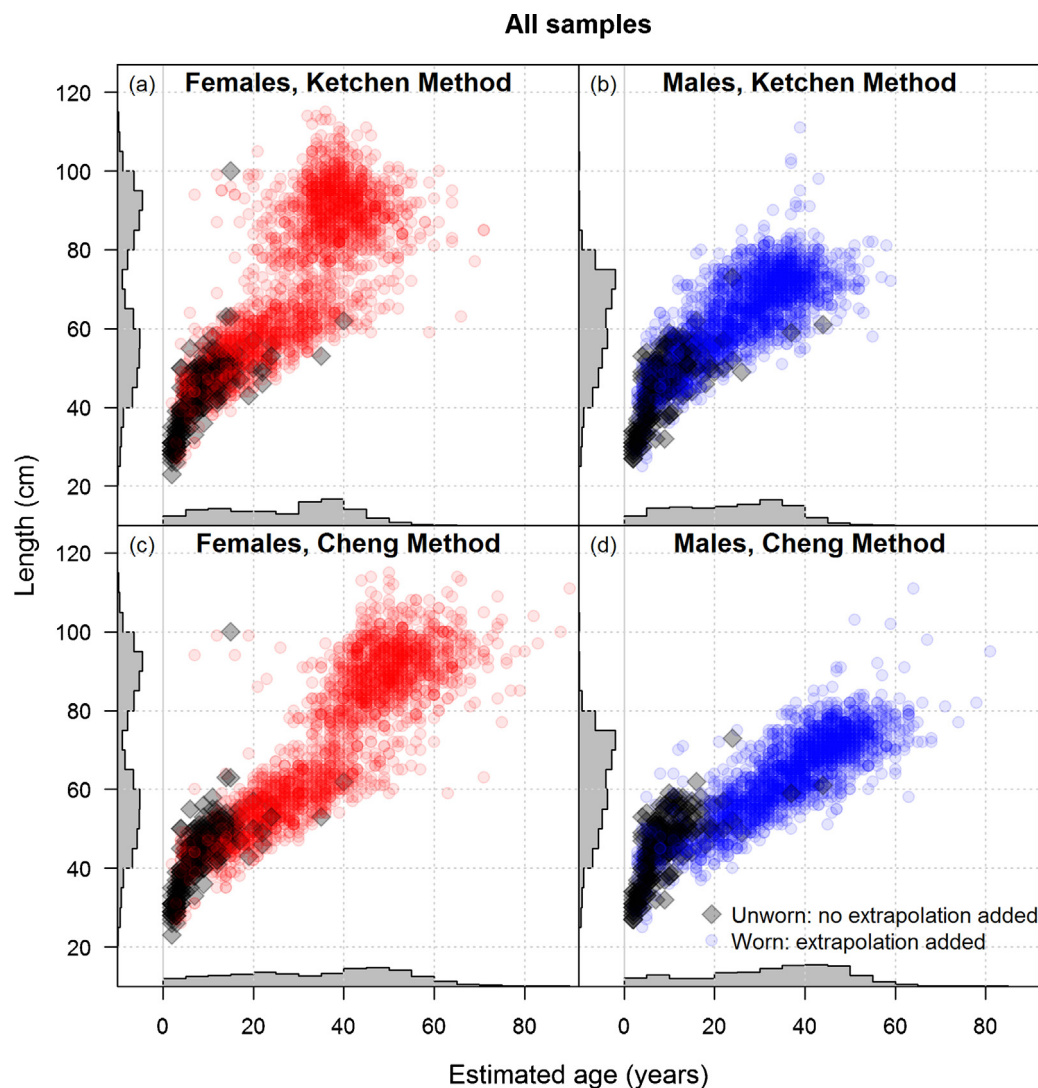 All samples
(a) Females, Ketchen Method
(b) Males, Ketchen Method
120
100
80
60
40
20
Length (cm)
(c) Females, Cheng Method
(d) Males, Cheng Method
120
100
80
60
40
20
Unworn: no extrapolation added
Worn: extrapolation added
0 20 40 60 80 0 20 40 60 80
Estimated age (years)